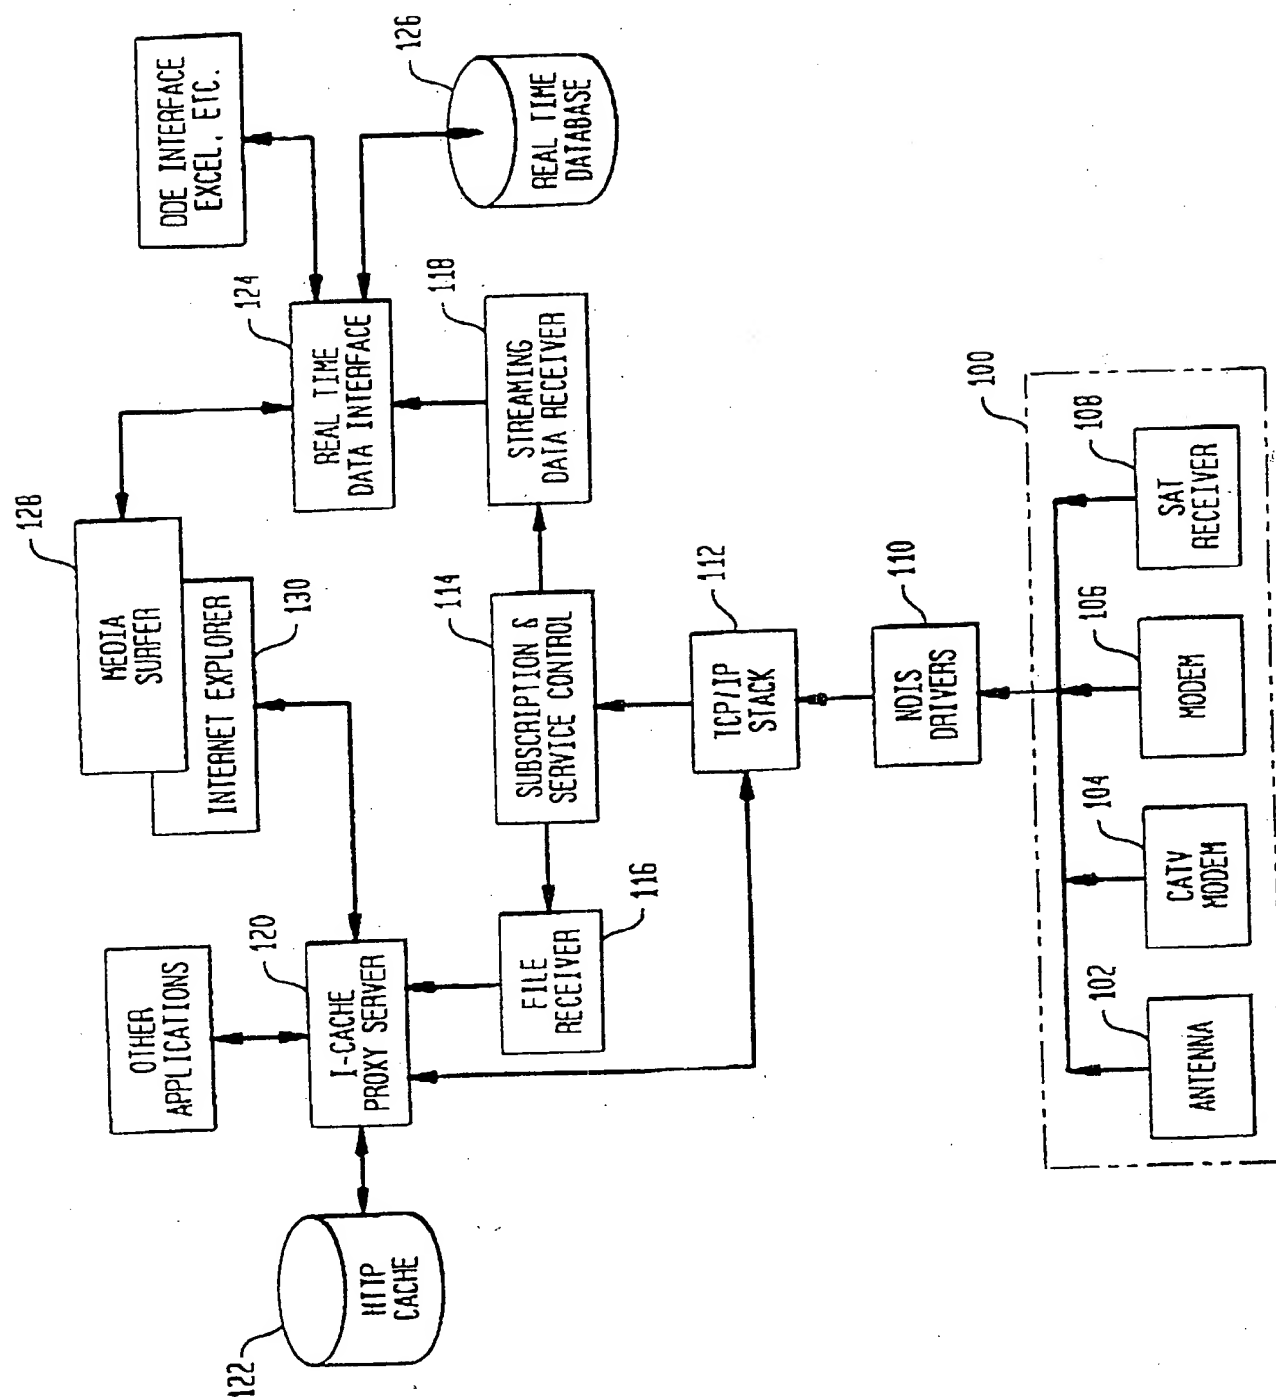 128
MEDIA
SURFER
INTERNET EXPLORER
130
OTHER
APPLICATIONS
DDE INTERFACE
EXCEL, ETC.
120
I-CACHE
PROXY SERVER
124
REAL TIME
DATA INTERFACE
122
HTTP
CACHE
126
REAL TIME
DATABASE
FILE
RECEIVER
116
114
SUBSCRIPTION &
SERVICE CONTROL
118
STREAMING
DATA RECEIVER
TCP/IP
STACK
112
NDIS
DRIVERS
110
100
102
ANTENNA
104
CATV
MODEM
106
MODEM
108
SAT
RECEIVER